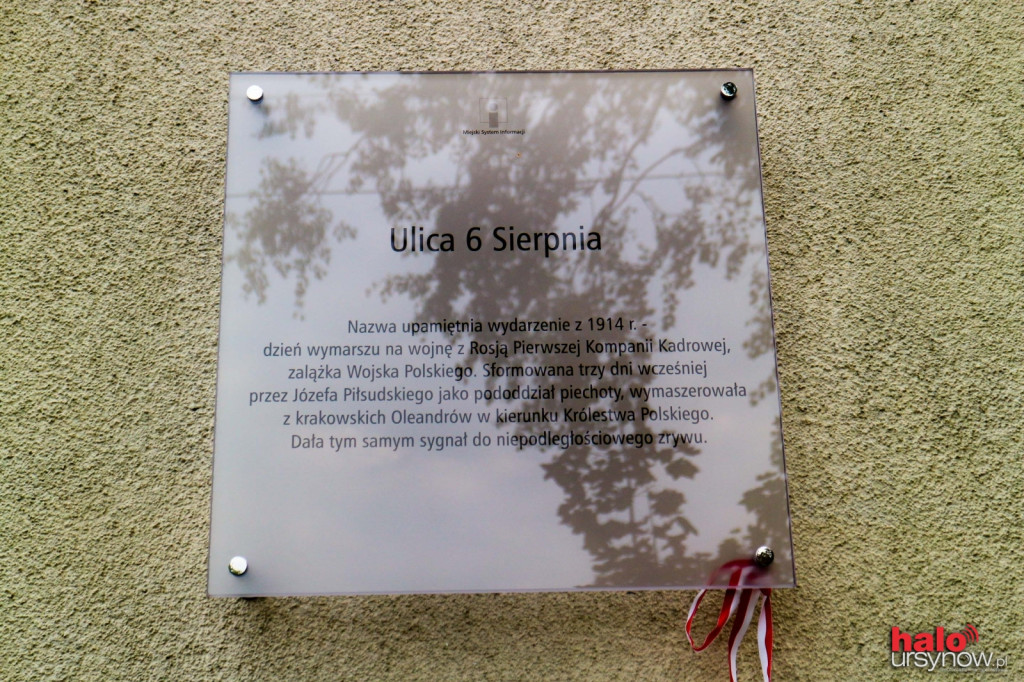 i
Miejski System Informacji
Ulica 6 Sierpnia
Nazwa upamiętnia wydarzenie z 1914 r. -
dzień wymarszu na wojnę z Rosją Pierwszej Kompanii Kadrowej,
zalążka Wojska Polskiego. Sformowana trzy dni wcześniej
przez Józefa Piłsudskiego jako pododdział piechoty, wymaszerowała
z krakowskich Oleandrów w kierunku Królestwa Polskiego.
Dała tym samym sygnał do niepodległościowego zrywu.
halo
ursynow.pl